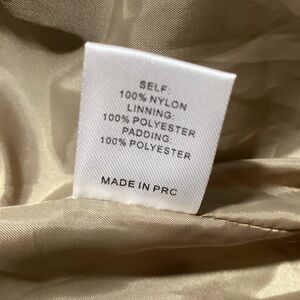 SELF:
100% NYLON
LINNING:
100% POLYESTER
PADDING:
100% POLYESTER
MADE IN PRC